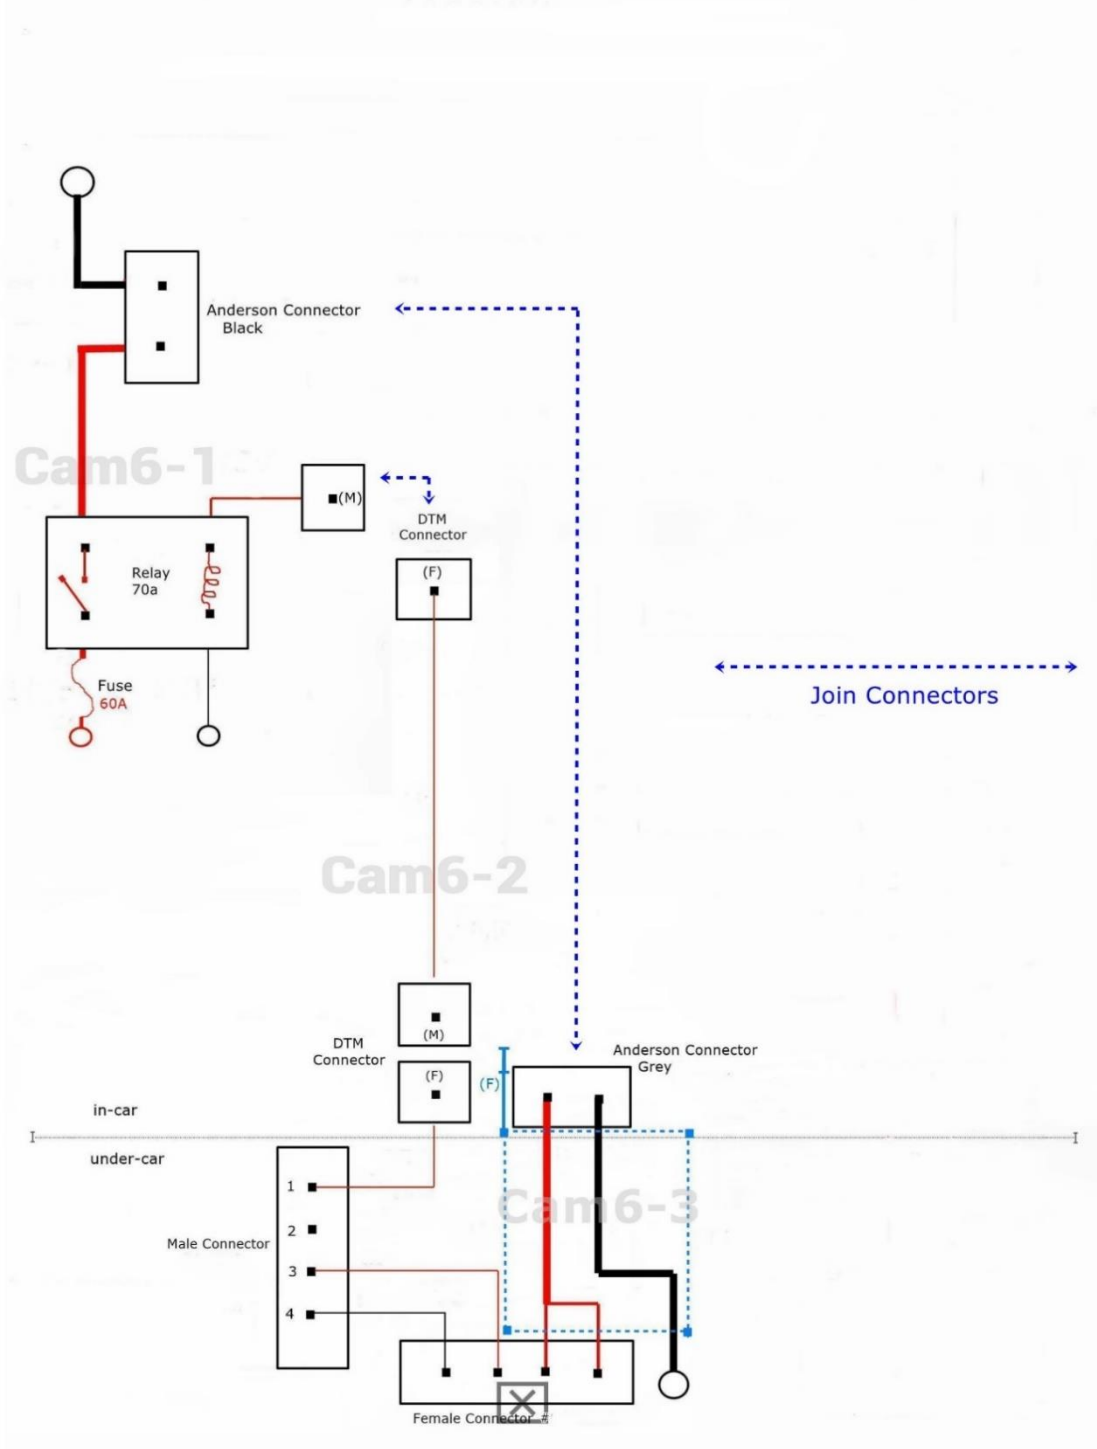 Anderson Connector
Black
Cam6-1
(M)
DTM
Connector
(F)
Relay
70a
Fuse
60A
Join Connectors
Cam6-2
(M)
DTM
Connector
(F)
(F)
Anderson Connector
Grey
in-car
under-car
Cam6-3
1
2
3
4
Male Connector
Female Connector